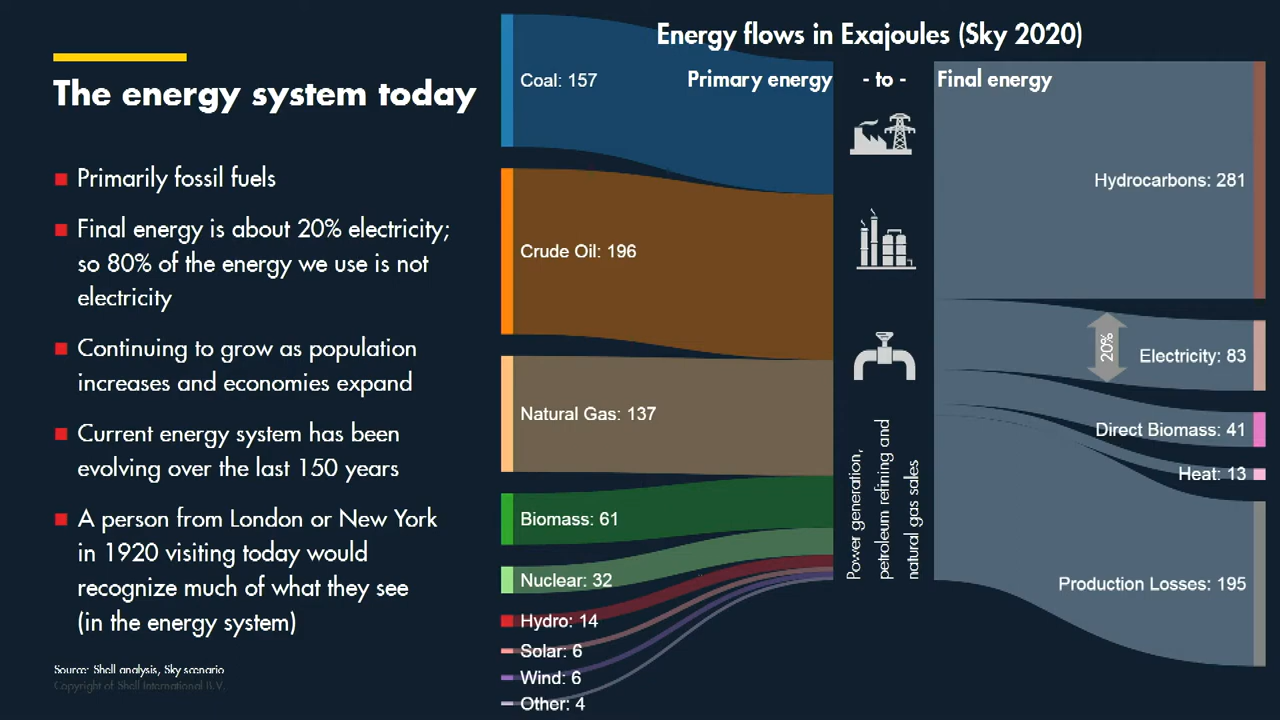 The energy system today
Primarily fossil fuels
Final energy is about 20% electricity;
so 80% of the energy we use is not
electricity
Continuing to grow as population
increases and economies expand
Current energy system has been
evolving over the last 150 years
A person from London or New York
in 1920 visiting today would
recognize much of what they see
(in the energy system)
Source: Shell analysis, Sky scenario
Copyright of Shell International B.V.
Energy flows in Exajoules (Sky 2020)
Primary energy - to - Final energy
Coal: 157
Crude Oil: 196
Natural Gas: 137
Biomass: 61
Nuclear: 32
Hydro: 14
Solar: 6
Wind: 6
Other: 4
Power generation,
petroleum refining and
natural gas sales
Hydrocarbons: 281
20%
Electricity: 83
Direct Biomass: 41
Heat: 13
Production Losses: 195